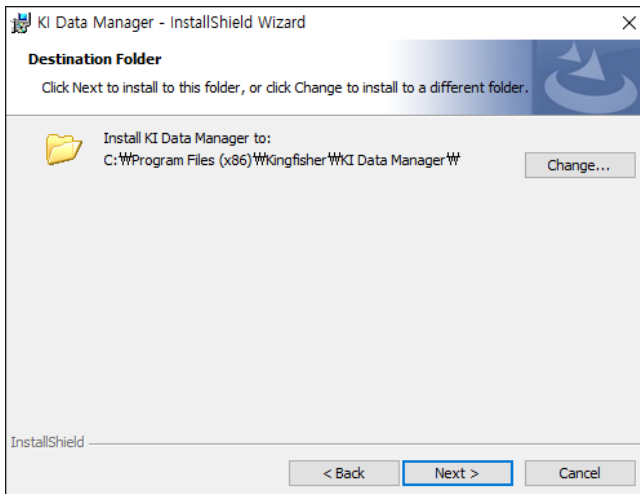 KI Data Manager - InstallShield Wizard
Destination Folder
Click Next to install to this folder, or click Change to install to a different folder.
Install KI Data Manager to:
C:₩Program Files (x86)₩Kingfisher₩KI Data Manager₩
Change...
InstallShield
< Back
Next >
Cancel